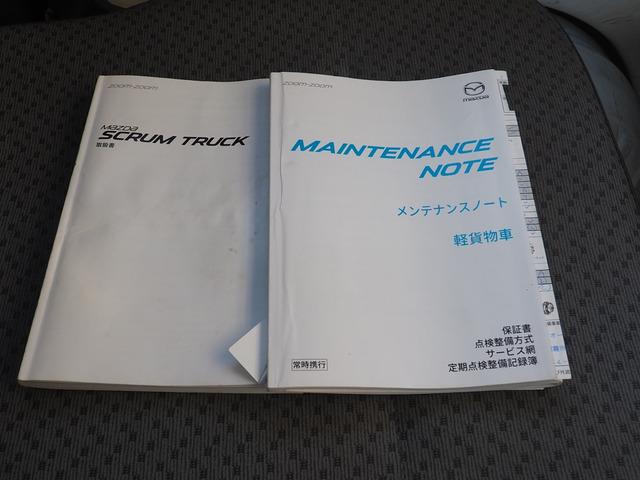 zoom-zoom
mazda
SCRUM TRUCK
取扱書
zoom-zoom
mazda
MAINTENANCE
NOTE
メンテナンスノート
軽貨物車
保証書
点検整備方式
サービス網
定期点検整備記録簿
常時携行